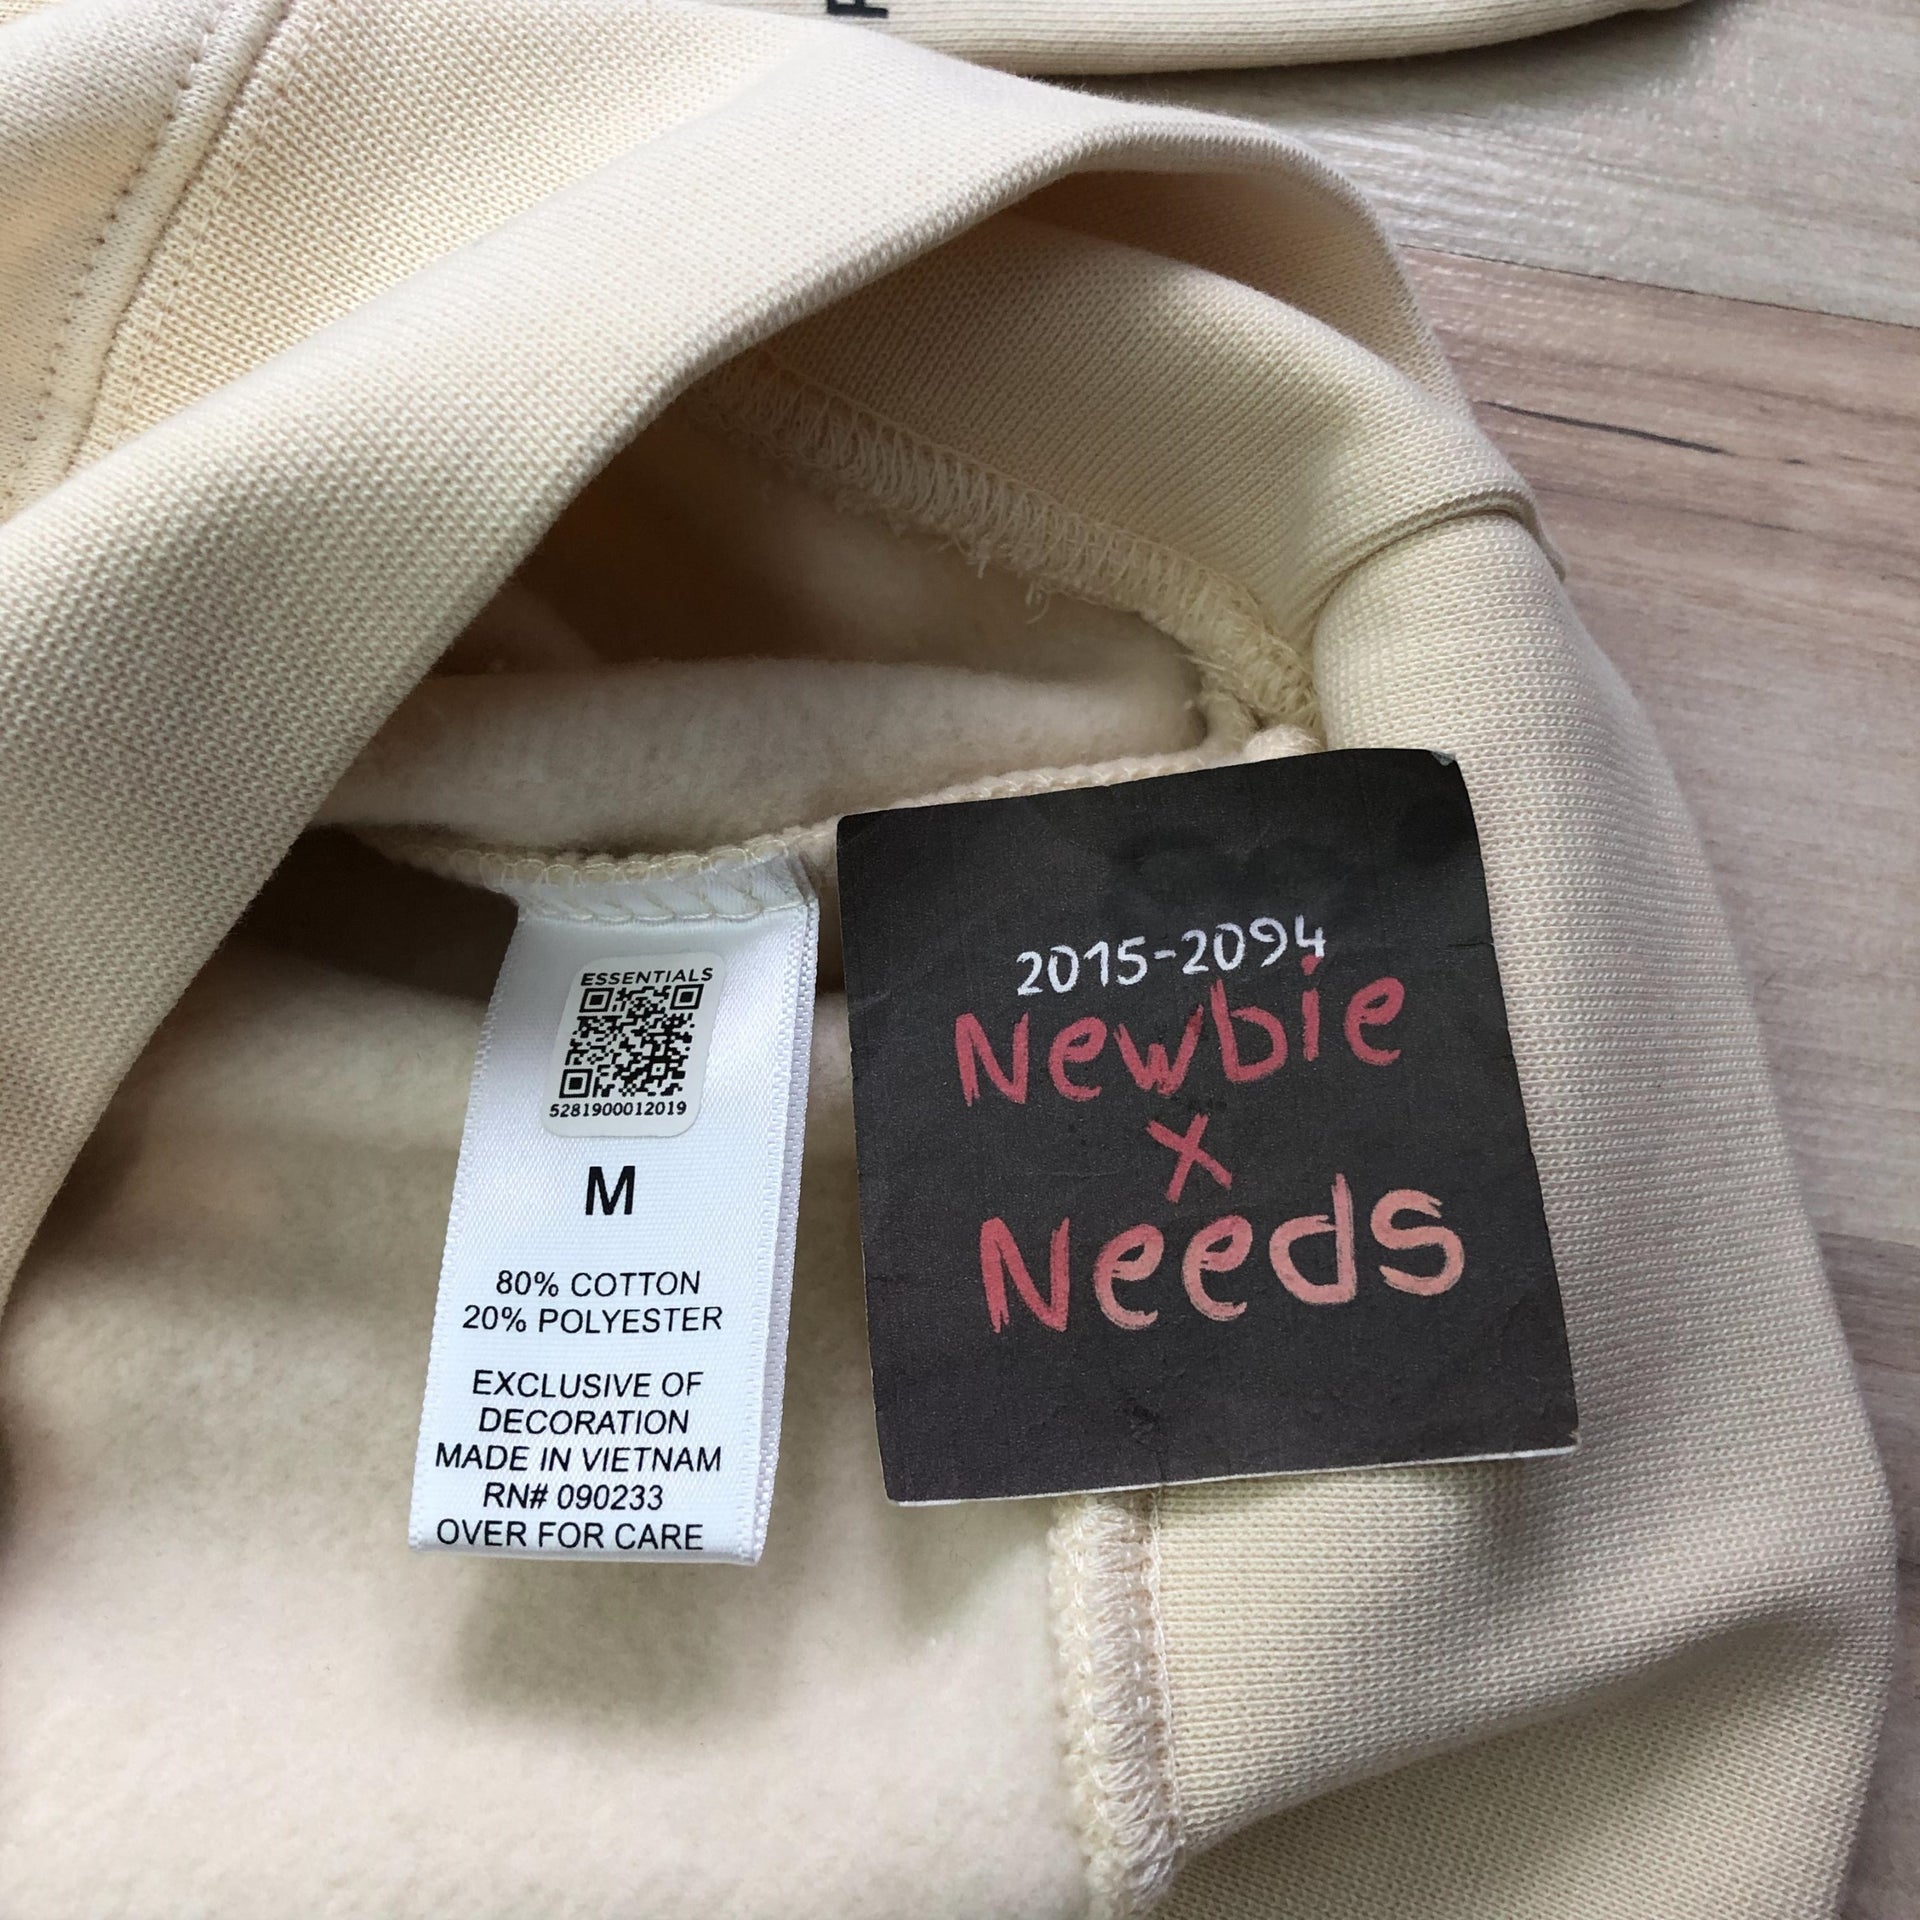 ESSENTIALS
5281900012019
M
80% COTTON
20% POLYESTER
EXCLUSIVE OF
DECORATION
MADE IN VIETNAM
RN# 090233
OVER FOR CARE
2015-2094
Newbie
x
Needs